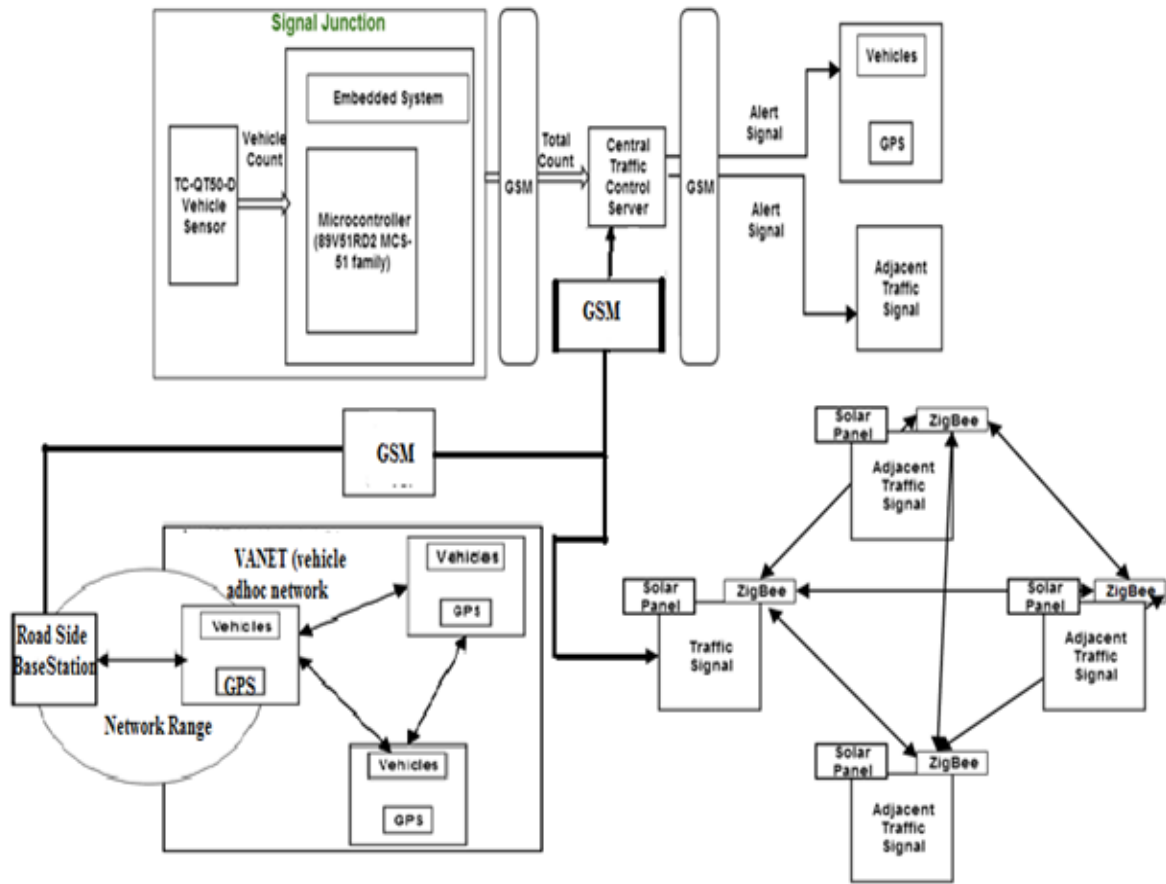 Signal Junction
Embedded System
TC-QT50-D
Vehicle
Sensor
Vehicle
Count
Microcontroller
(89V51RD2 MCS-
51 family)
GSM
Total
Count
Central
Traffic
Control
Server
GSM
Alert
Signal
Alert
Signal
Vehicles
GPS
Adjacent
Traffic
Signal
GSM
GSM
VANET (vehicle
adhoc network
Vehicles
GPS
Vehicles
GPS
Vehicles
GPS
Road Side
BaseStation
Network Range
Solar
Panel
ZigBee
Adjacent
Traffic
Signal
Solar
Panel
ZigBee
Traffic
Signal
Solar
Panel
ZigBee
Adjacent
Traffic
Signal
Solar
Panel
ZigBee
Adjacent
Traffic
Signal